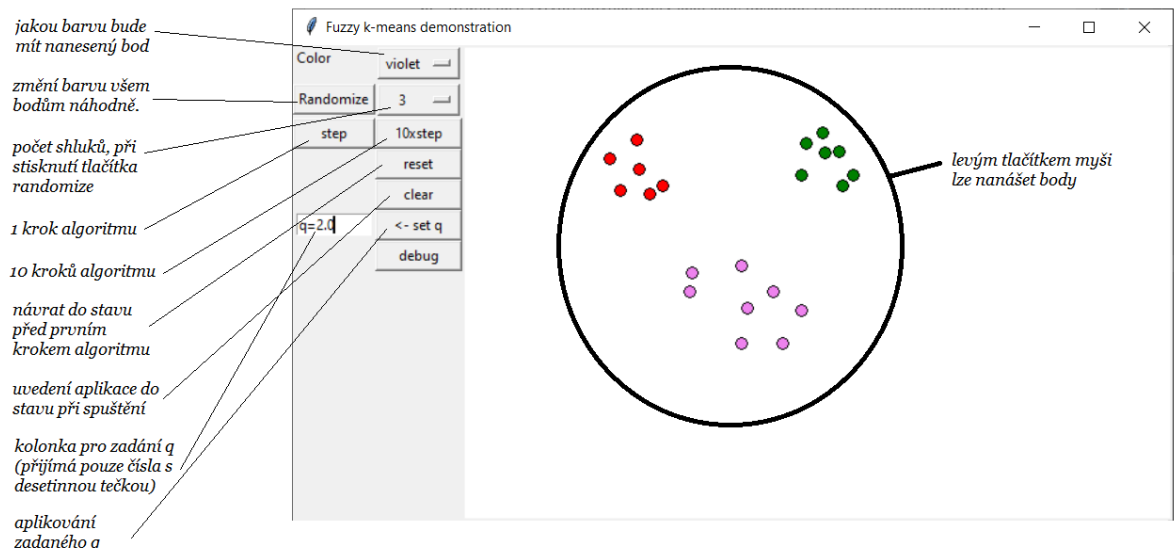 jakou barvu bude
mít nanesený bod
změní barvu všem
bodům náhodně.
počet shluků, při
stisknutí tlačítka
randomize
1 krok algoritmu
10 kroků algoritmu
návrat do stavu
před prvním
krokem algoritmu
uvedení aplikace do
stavu při spuštění
kolonka pro zadání q
(přijímá pouze čísla s
desetinnou tečkou)
aplikování
zadaného q
Fuzzy k-means demonstration
Color violet
Randomize 3
step 10xstep
reset
clear
q=2.0 <- set q
debug
levým tlačítkem myši
lze nanášet body